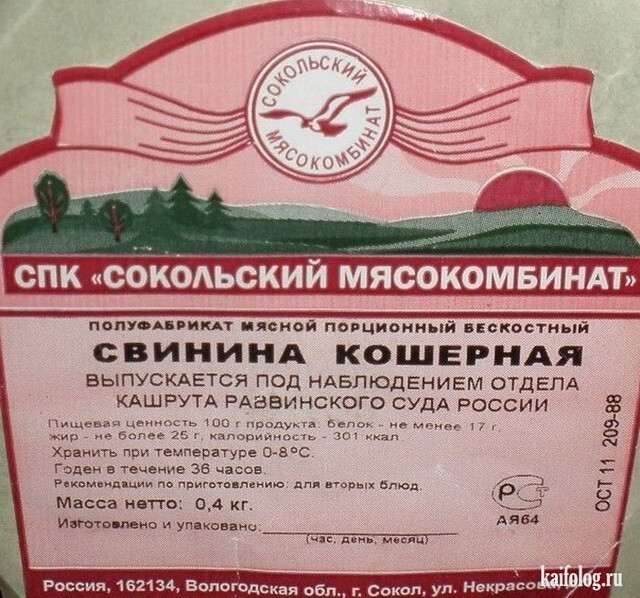 СОКОЛЬСКИЙ
МЯСОКОМБИНАТ
СПК «СОКОЛЬСКИЙ МЯСОКОМБИНАТ»
ПОЛУФАБРИКАТ МЯСНОЙ ПОРЦИОННЫЙ БЕСКОСТНЫЙ
СВИНИНА КОШЕРНАЯ
ВЫПУСКАЕТСЯ ПОД НАБЛЮДЕНИЕМ ОТДЕЛА
КАШРУТА РАВВИНСКОГО СУДА РОССИИ
Пищевая ценность 100 г продукта: белок - не менее 17 г,
жир - не более 25 г, калорийность - 301 ккал.
Хранить при температуре 0-8°С.
Годен в течение 36 часов.
Рекомендации по приготовлению: для вторых блюд.
Масса нетто: 0,4 кг.
Изготовлено и упаковано:
(час, день, месяц)
РСТ
АЯ64
ОСТ 11 209-88
Россия, 162134, Вологодская обл., г. Сокол, ул. Некрасова,
kaifolog.ru